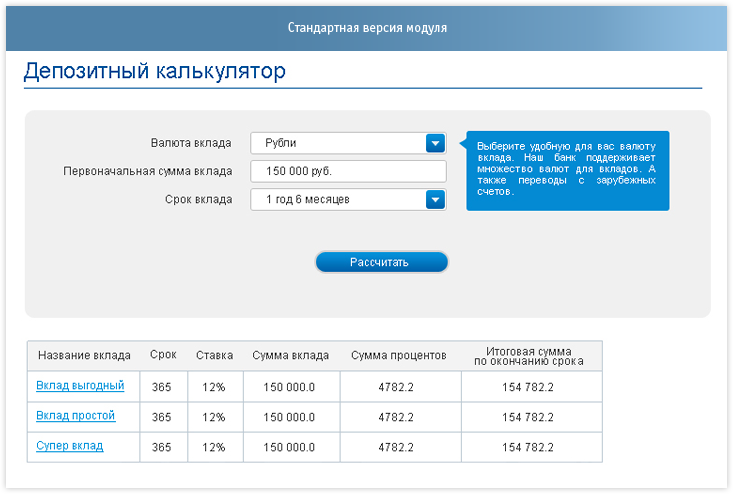 Стандартная версия модуля
Депозитный калькулятор
Валюта вклада Рубли
Первоначальная сумма вклада 150 000 руб.
Срок вклада 1 год 6 месяцев
Выберите удобную для вас валюту
вклада. Наш банк поддерживает
множество валют для вкладов. А
также переводы с зарубежных
счетов.
Рассчитать
Название вклада Срок Ставка Сумма вклада Сумма процентов Итоговая сумма
по окончанию срока
Вклад выгодный 365 12% 150 000.0 4782.2 154 782.2
Вклад простой 365 12% 150 000.0 4782.2 154 782.2
Супер вклад 365 12% 150 000.0 4782.2 154 782.2